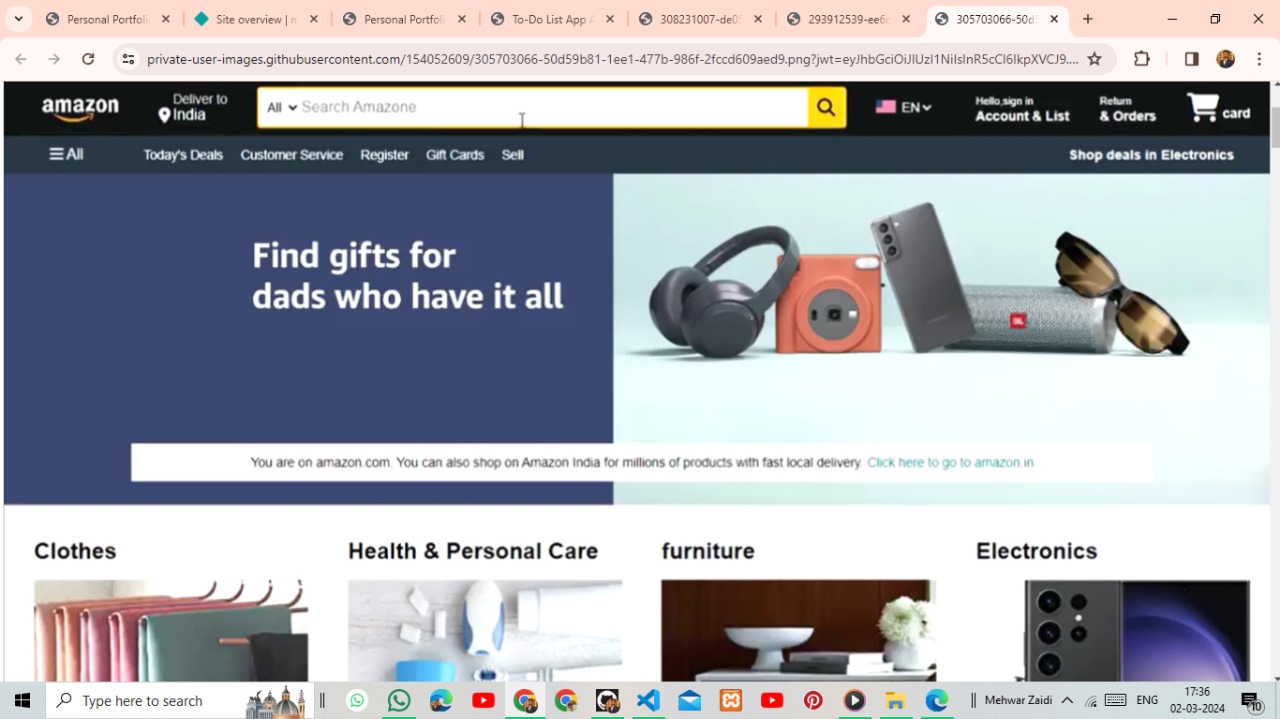 Personal Portfoli
Site overview | m
Personal Portfoli
To-Do List App A
308231007-de0
293912539-ee6c
305703066-50d5
private-user-images.githubusercontent.com/154052609/305703066-50d59b81-1ee1-477b-986f-2fccd609aed9.png?jwt=eyJhbGciOiJIUzI1NiIsInR5cCI6IkpXVCJ9....
amazon
Deliver to
India
All
Search Amazone
EN
Hello,sign in
Account & List
Return
& Orders
card
All
Today's Deals
Customer Service
Register
Gift Cards
Sell
Shop deals in Electronics
Find gifts for
dads who have it all
JBL
You are on amazon.com. You can also shop on Amazon India for millions of products with fast local delivery. Click here to go to amazon in
Clothes
Health & Personal Care
furniture
Electronics
Type here to search
Mehwar Zaidi
ENG
17:36
02-03-2024
10